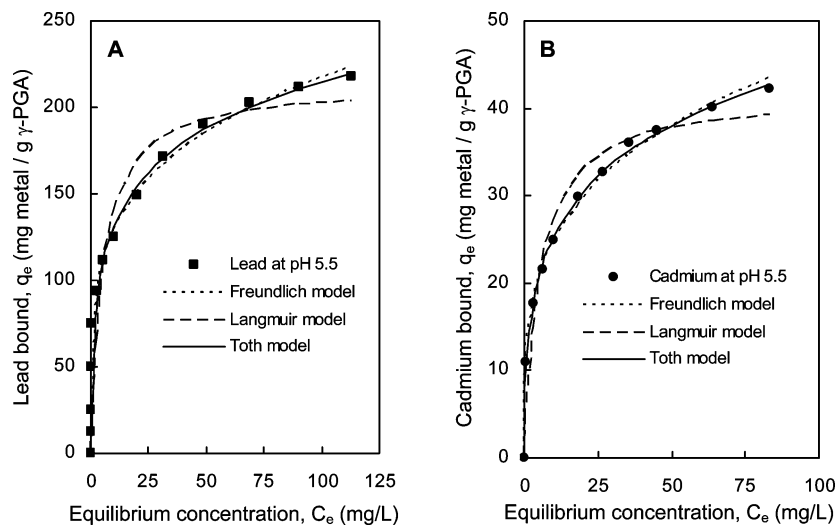 A
Lead bound, qe (mg metal / g γ-PGA)
250
200
150
100
50
0
Lead at pH 5.5
Freundlich model
Langmuir model
Toth model
0 25 50 75 100 125
Equilibrium concentration, Ce (mg/L)
B
Cadmium bound, qe (mg metal / g γ-PGA)
50
40
30
20
10
0
Cadmium at pH 5.5
Freundlich model
Langmuir model
Toth model
0 25 50 75 100
Equilibrium concentration, Ce (mg/L)